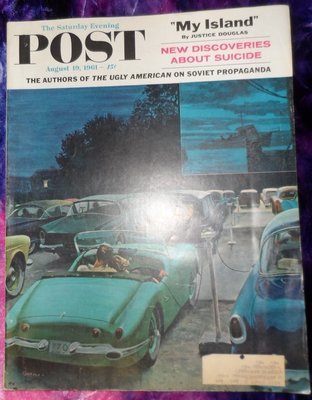 The Saturday Evening
POST
August 19, 1961 – 15¢
"My Island"
By JUSTICE DOUGLAS
NEW DISCOVERIES
ABOUT SUICIDE
THE AUTHORS OF THE UGLY AMERICAN ON SOVIET PROPAGANDA